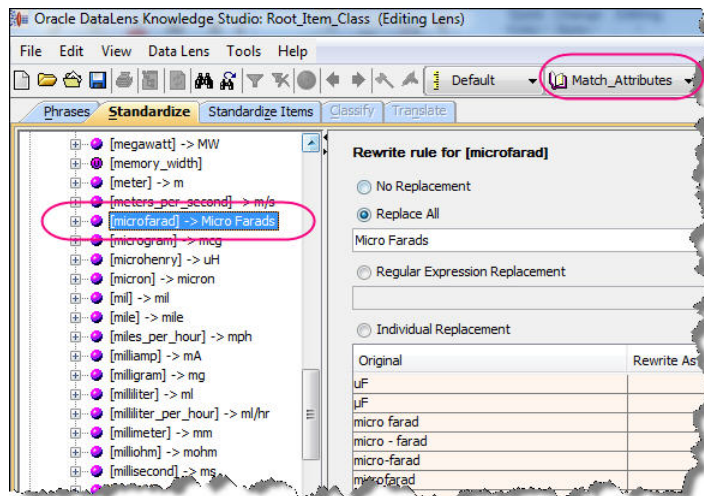 Oracle DataLens Knowledge Studio: Root_Item_Class (Editing Lens)
File Edit View Data Lens Tools Help
Default Match_Attributes
Phrases Standardize Standardize Items Classify Translate
[megawatt] -> MW
[memory_width]
[meter] -> m
[meters_per_second] -> m/s
[microfarad] -> Micro Farads
[microgram] -> mcg
[microhenry] -> uH
[micron] -> micron
[mil] -> mil
[mile] -> mile
[miles_per_hour] -> mph
[milliamp] -> mA
[milligram] -> mg
[milliliter] -> ml
[milliliter_per_hour] -> ml/hr
[millimeter] -> mm
[milliohm] -> mohm
[millisecond] -> ms
Rewrite rule for [microfarad]
No Replacement
Replace All
Micro Farads
Regular Expression Replacement
Individual Replacement
Original Rewrite As
uF
µF
micro farad
micro - farad
micro-farad
microfarad